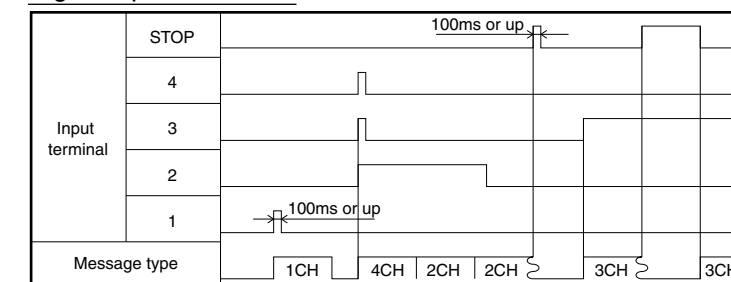 100ms or up
STOP
4
Input terminal
3
2
1
100ms or up
Message type
1CH
4CH
2CH
2CH
3CH
3CH